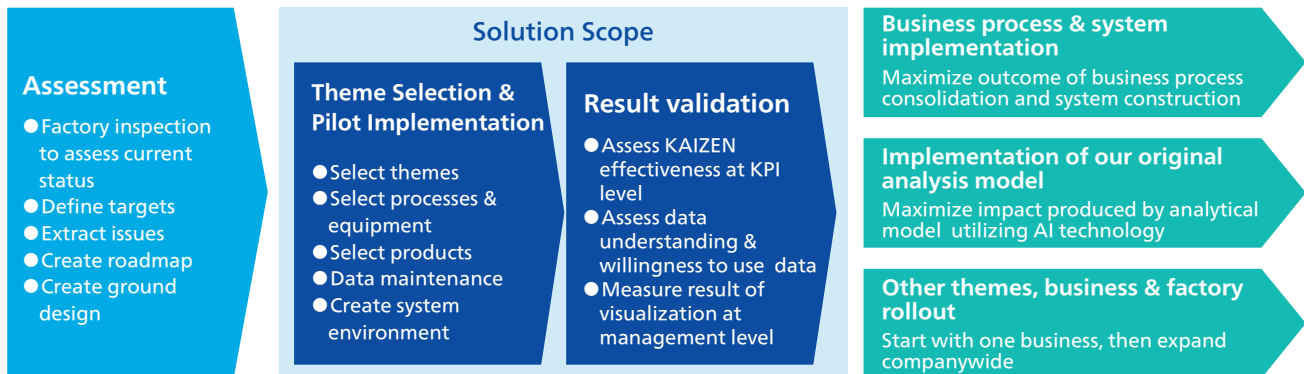 Assessment
●Factory inspection
to assess current
status
●Define targets
●Extract issues
●Create roadmap
●Create ground
design
Solution Scope
Theme Selection &
Pilot Implementation
●Select themes
●Select processes &
equipment
●Select products
●Data maintenance
●Create system
environment
Result validation
●Assess KAIZEN
effectiveness at KPI
level
●Assess data
understanding &
willingness to use data
●Measure result of
visualization at
management level
Business process & system
implementation
Maximize outcome of business process
consolidation and system construction
Implementation of our original
analysis model
Maximize impact produced by analytical
model utilizing AI technology
Other themes, business & factory
rollout
Start with one business, then expand
companywide